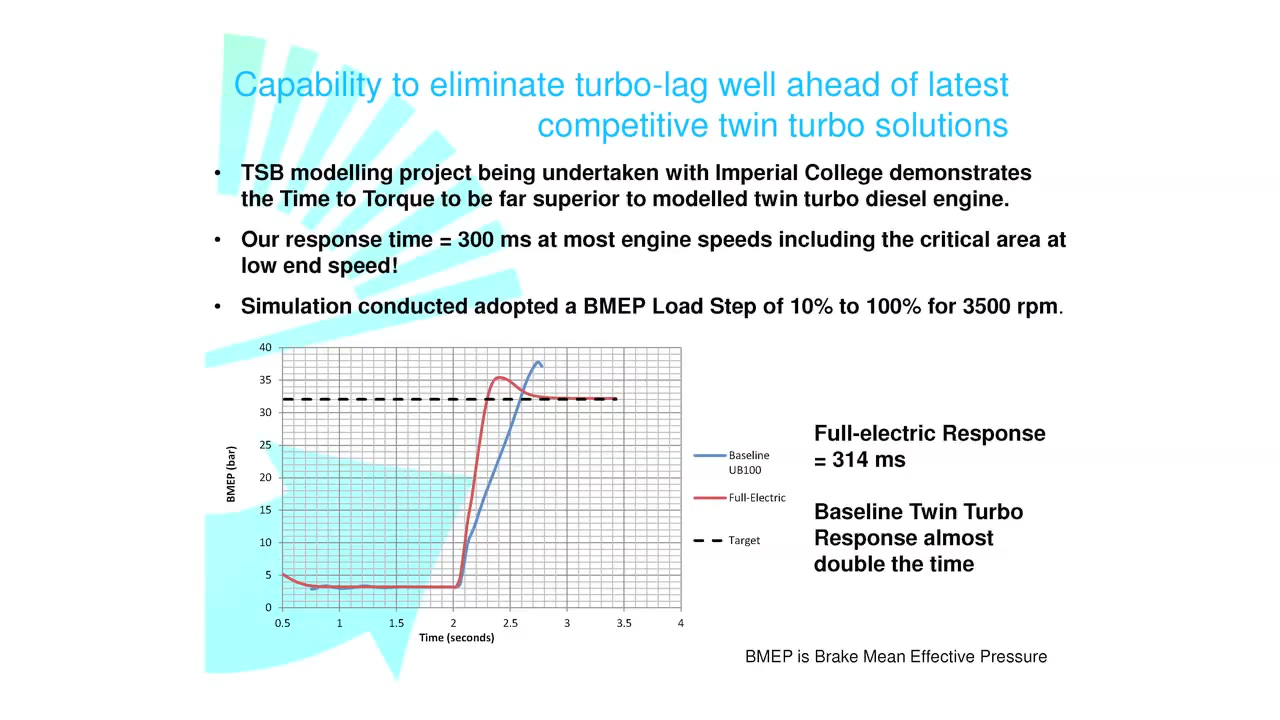 Capability to eliminate turbo-lag well ahead of latest
competitive twin turbo solutions
• TSB modelling project being undertaken with Imperial College demonstrates
the Time to Torque to be far superior to modelled twin turbo diesel engine.
• Our response time = 300 ms at most engine speeds including the critical area at
low end speed!
• Simulation conducted adopted a BMEP Load Step of 10% to 100% for 3500 rpm.
40
35
30
25
20
15
10
5
0
BMEP (bar)
0.5 1 1.5 2 2.5 3 3.5 4
Time (seconds)
Baseline
UB100
Full-Electric
Target
Full-electric Response
= 314 ms
Baseline Twin Turbo
Response almost
double the time
BMEP is Brake Mean Effective Pressure